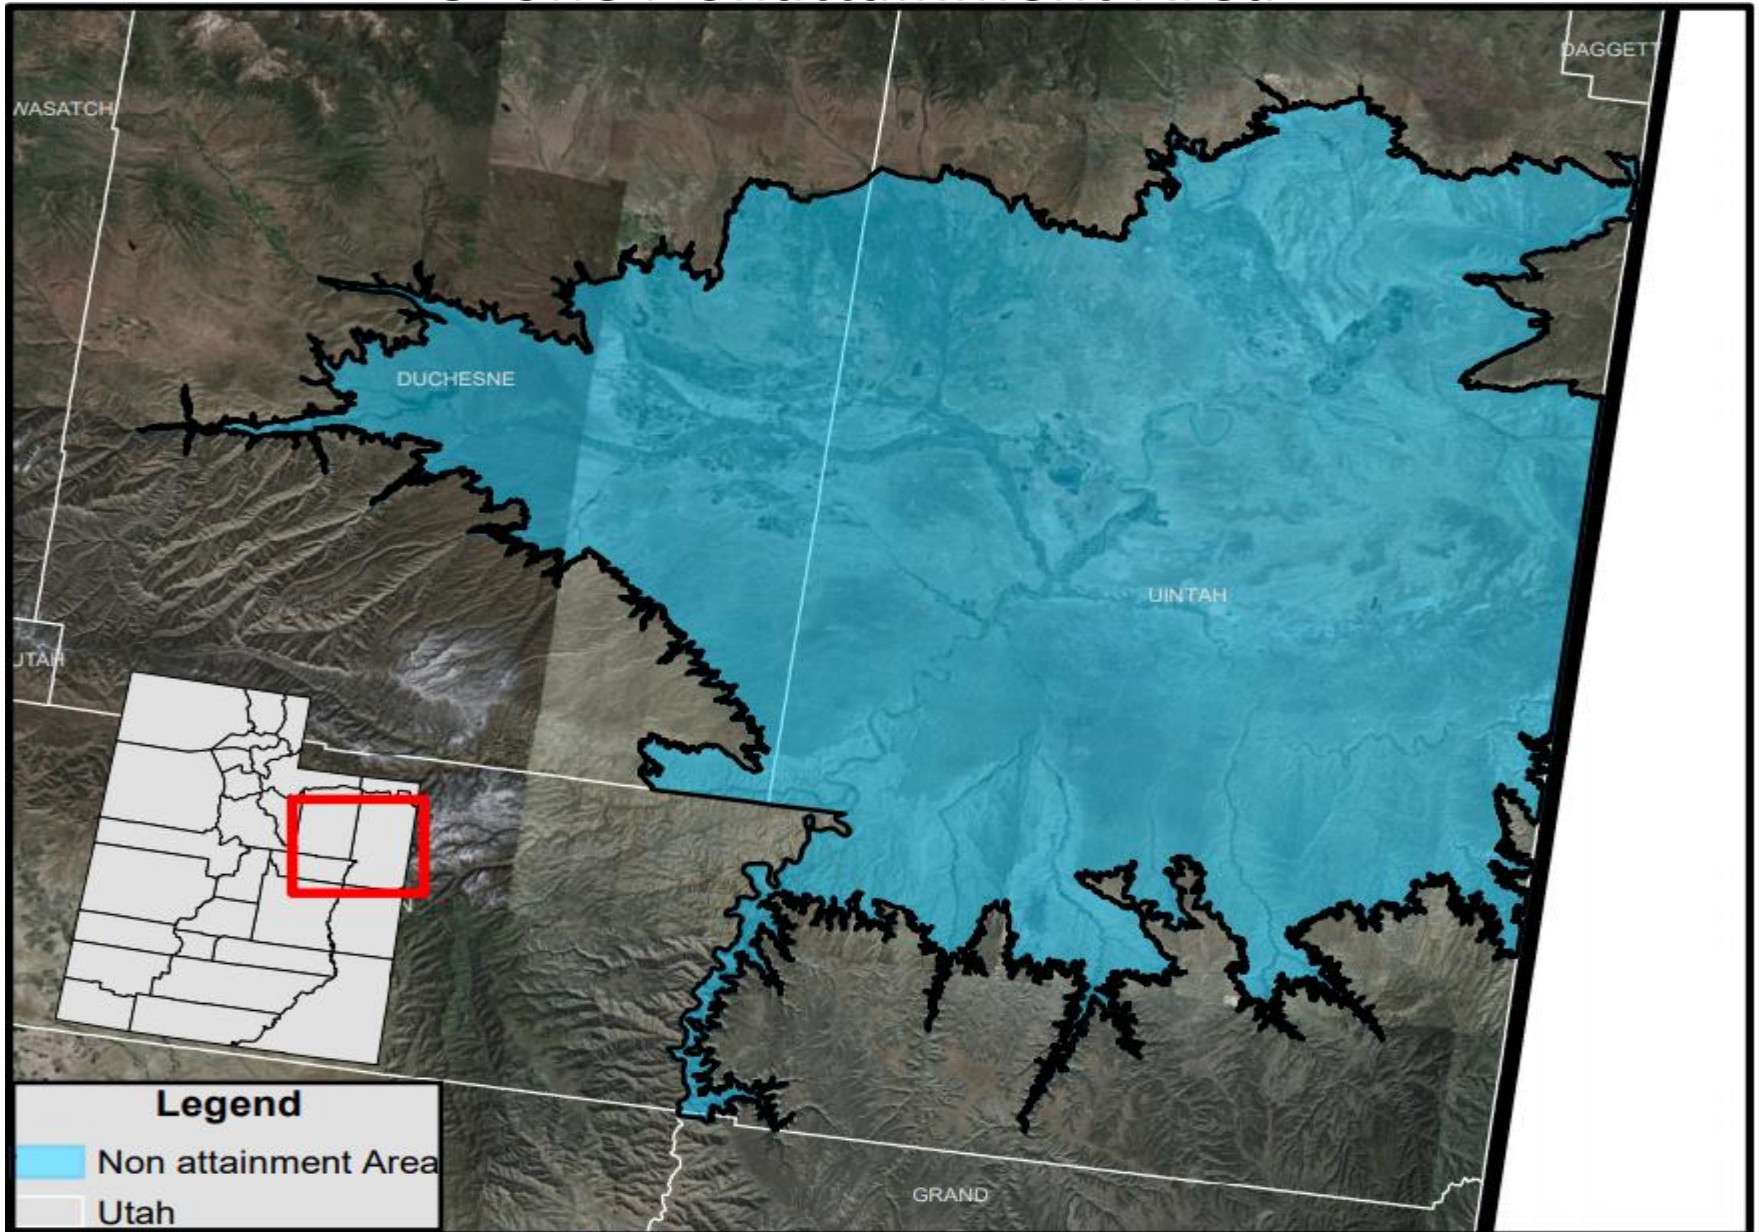 DAGGETT
WASATCH
DUCHESNE
UINTAH
UTAH
Legend
Non attainment Area
Utah
GRAND